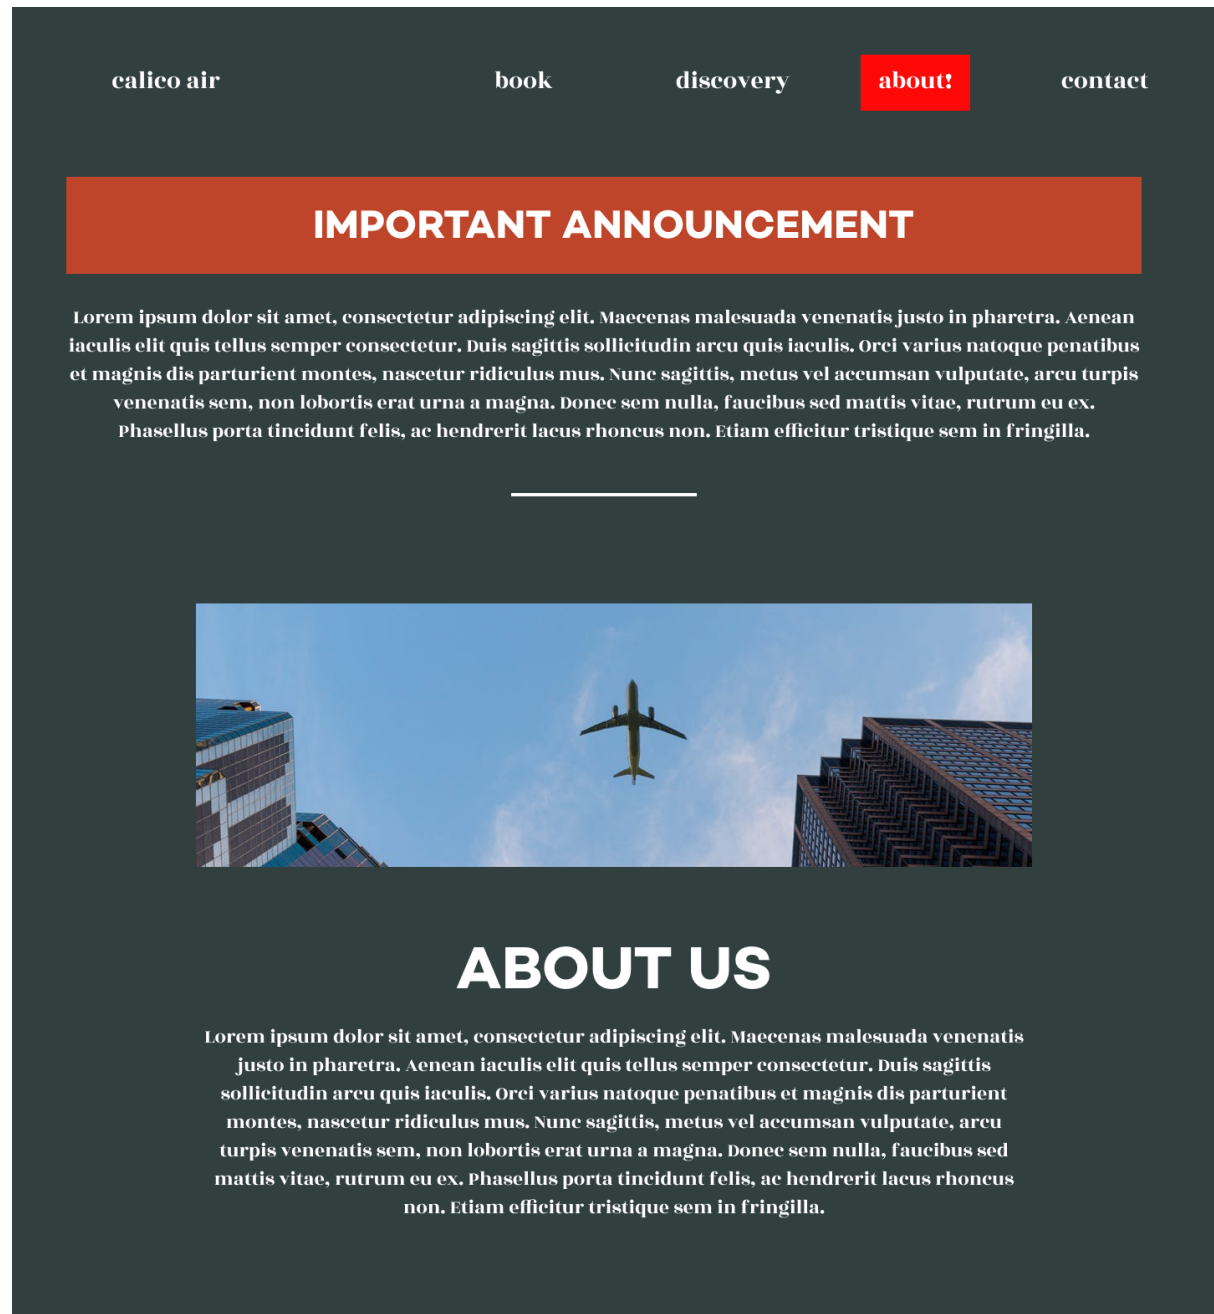 calico air book discovery about! contact
IMPORTANT ANNOUNCEMENT
Lorem ipsum dolor sit amet, consectetur adipiscing elit. Maecenas malesuada venenatis justo in pharetra. Aenean
iaculis elit quis tellus semper consectetur. Duis sagittis sollicitudin arcu quis iaculis. Orci varius natoque penatibus
et magnis dis parturient montes, nascetur ridiculus mus. Nunc sagittis, metus vel accumsan vulputate, arcu turpis
venenatis sem, non lobortis erat urna a magna. Donec sem nulla, faucibus sed mattis vitae, rutrum eu ex.
Phasellus porta tincidunt felis, ac hendrerit lacus rhoncus non. Etiam efficitur tristique sem in fringilla.
ABOUT US
Lorem ipsum dolor sit amet, consectetur adipiscing elit. Maecenas malesuada venenatis
justo in pharetra. Aenean iaculis elit quis tellus semper consectetur. Duis sagittis
sollicitudin arcu quis iaculis. Orci varius natoque penatibus et magnis dis parturient
montes, nascetur ridiculus mus. Nunc sagittis, metus vel accumsan vulputate, arcu
turpis venenatis sem, non lobortis erat urna a magna. Donec sem nulla, faucibus sed
mattis vitae, rutrum eu ex. Phasellus porta tincidunt felis, ac hendrerit lacus rhoncus
non. Etiam efficitur tristique sem in fringilla.